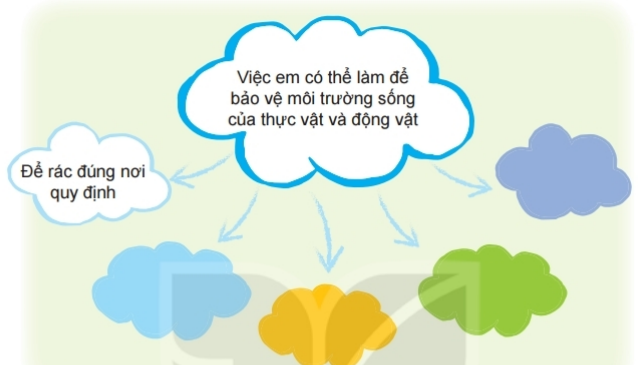 Việc em có thể làm để
bảo vệ môi trường sống
của thực vật và động vật
Để rác đúng nơi
quy định